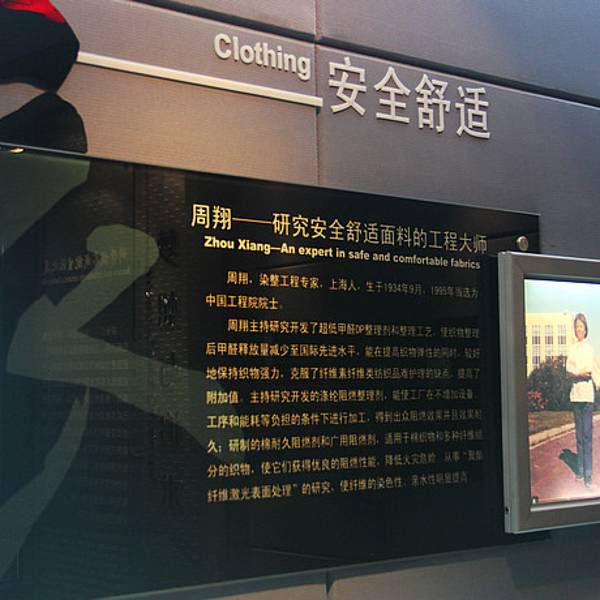 Clothing 安全舒适
周翔——研究安全舒适面料的工程大师
Zhou Xiang—An expert in safe and comfortable fabrics
周翔，染整工程专家，上海人，生于1934年9月，1995年当选为
中国工程院院士。
周翔主持研究开发了超低甲醛DP整理剂和整理工艺，使织物整理
后甲醛释放量减少至国际先进水平，能在提高织物弹性的同时，较好
地保持织物强力，克服了纤维素纤维类纺织品难护理的缺点，提高了
附加值。主持研究开发的涤纶阻燃整理剂，能使工厂在不增加设备、
工序和能耗等负担的条件下进行加工，得到出众阻燃效果并且效果耐
久；研制的棉耐久阻燃剂和广用阻燃剂，适用于棉织物和多种纤维组
分的织物，使它们获得优良的阻燃性能，降低火灾危险。从事“聚酯
纤维激光表面处理”的研究，使纤维的染色性、亲水性明显提高